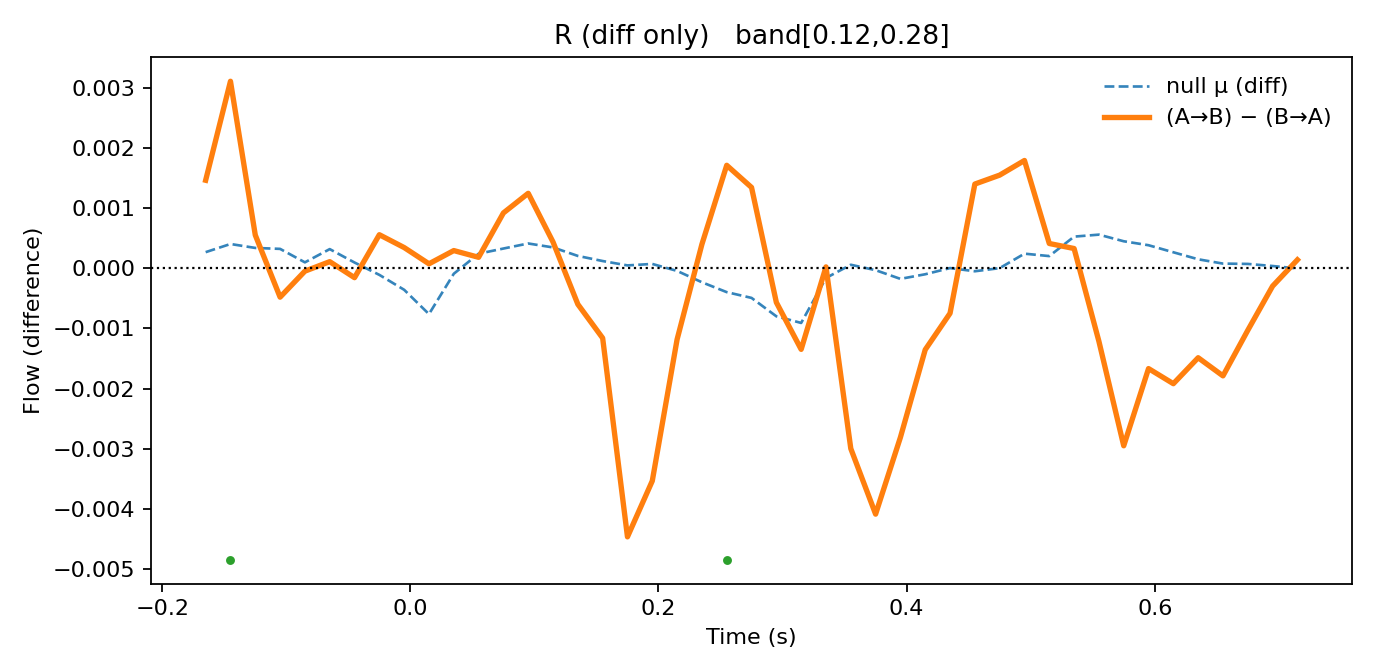 R (diff only)   band[0.12,0.28]
null μ (diff)
(A→B) − (B→A)
Flow (difference)
0.003
0.002
0.001
0.000
−0.001
−0.002
−0.003
−0.004
−0.005
−0.2
0.0
0.2
0.4
0.6
Time (s)